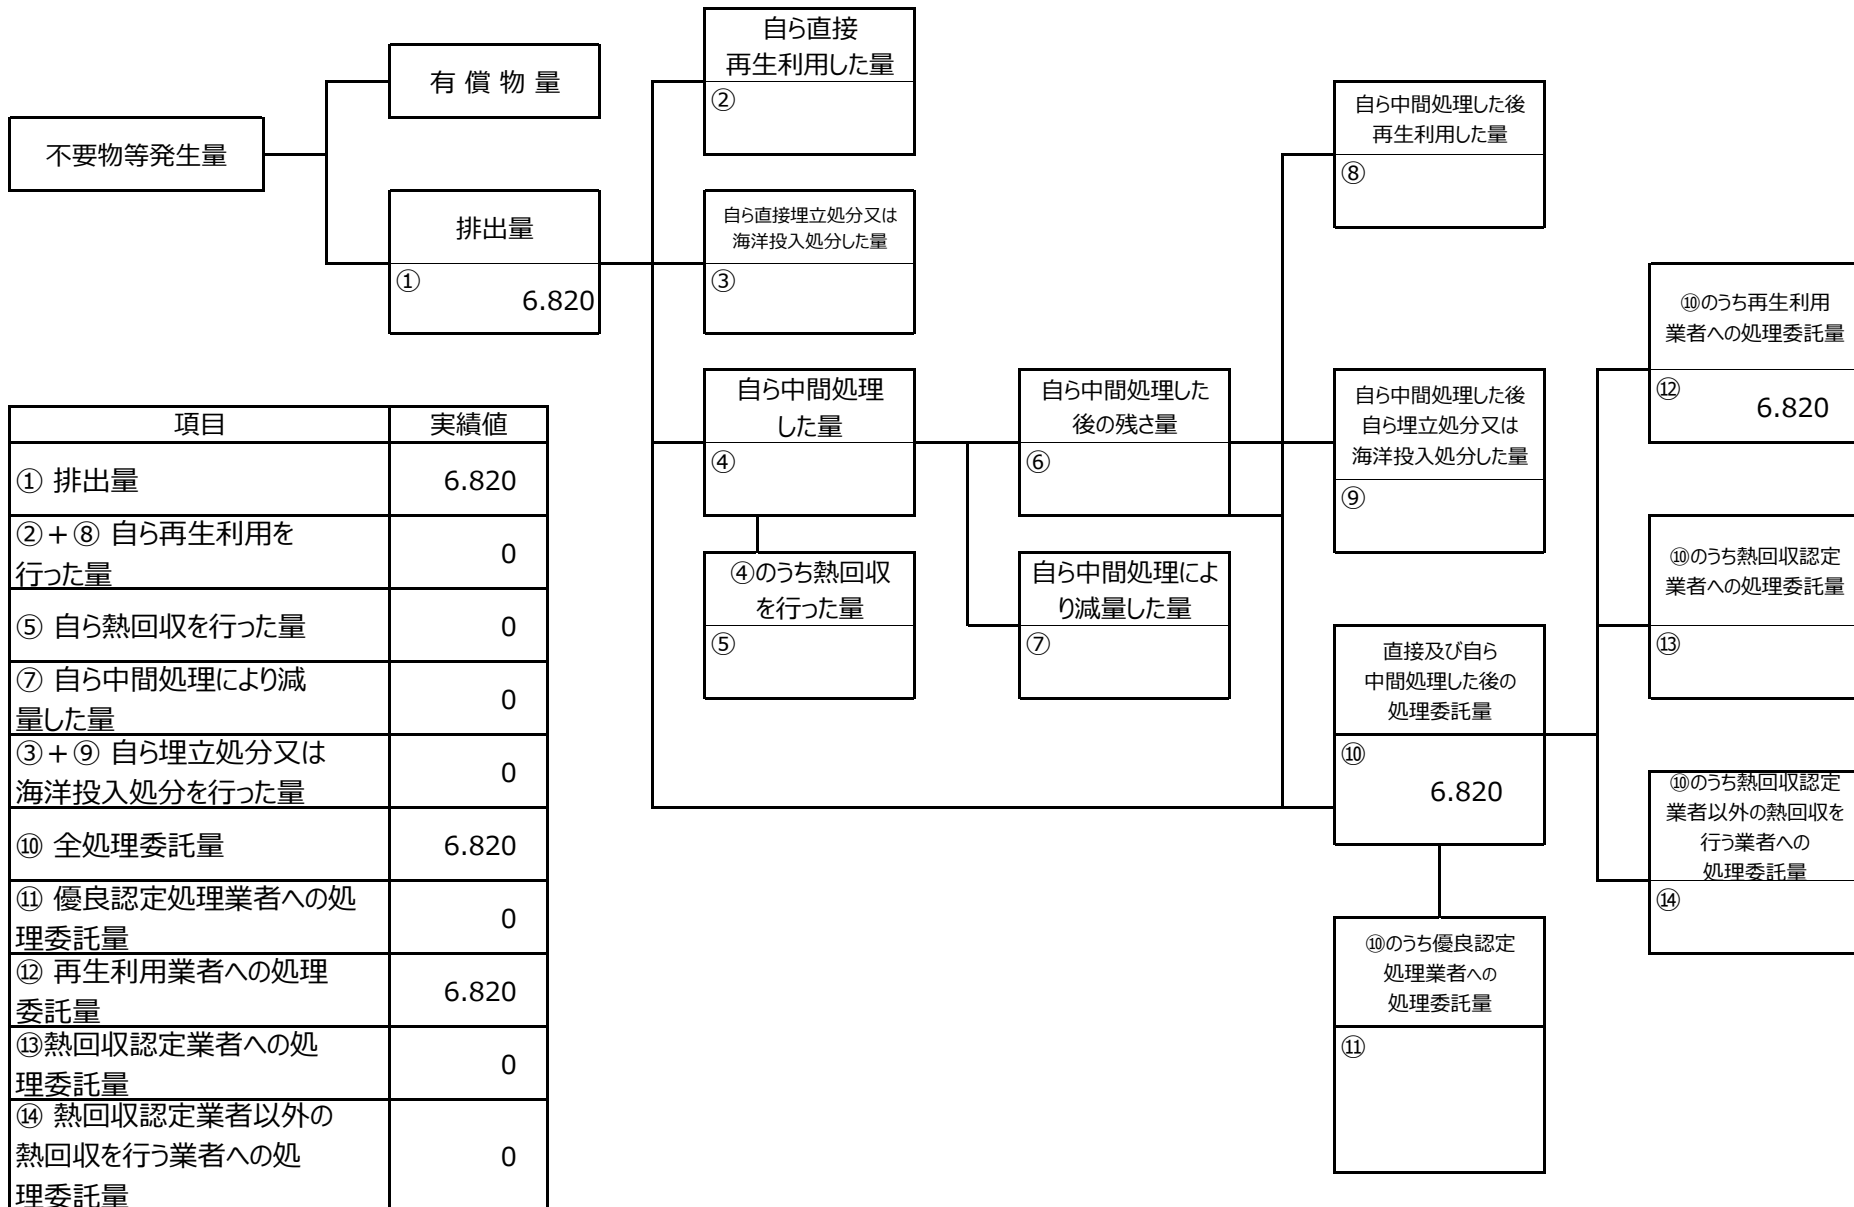 不要物等発生量
有 償 物 量
排出量
①
6.820
自ら直接
再生利用した量
②
自ら直接埋立処分又は
海洋投入処分した量
③
自ら中間処理
した量
④
④のうち熱回収
を行った量
⑤
自ら中間処理した
後の残さ量
⑥
自ら中間処理によ
り減量した量
⑦
自ら中間処理した後
再生利用した量
⑧
自ら中間処理した後
自ら埋立処分又は
海洋投入処分した量
⑨
直接及び自ら
中間処理した後の
処理委託量
⑩
6.820
⑩のうち優良認定
処理業者への
処理委託量
⑪
⑩のうち再生利用
業者への処理委託量
⑫
6.820
⑩のうち熱回収認定
業者への処理委託量
⑬
⑩のうち熱回収認定
業者以外の熱回収を
行う業者への
処理委託量
⑭
項目 実績値
① 排出量 6.820
②+⑧ 自ら再生利用を
行った量 0
⑤ 自ら熱回収を行った量 0
⑦ 自ら中間処理により減
量した量 0
③+⑨ 自ら埋立処分又は
海洋投入処分を行った量 0
⑩ 全処理委託量 6.820
⑪ 優良認定処理業者への処
理委託量 0
⑫ 再生利用業者への処理
委託量 6.820
⑬熱回収認定業者への処
理委託量 0
⑭ 熱回収認定業者以外の
熱回収を行う業者への処 0
理委託量